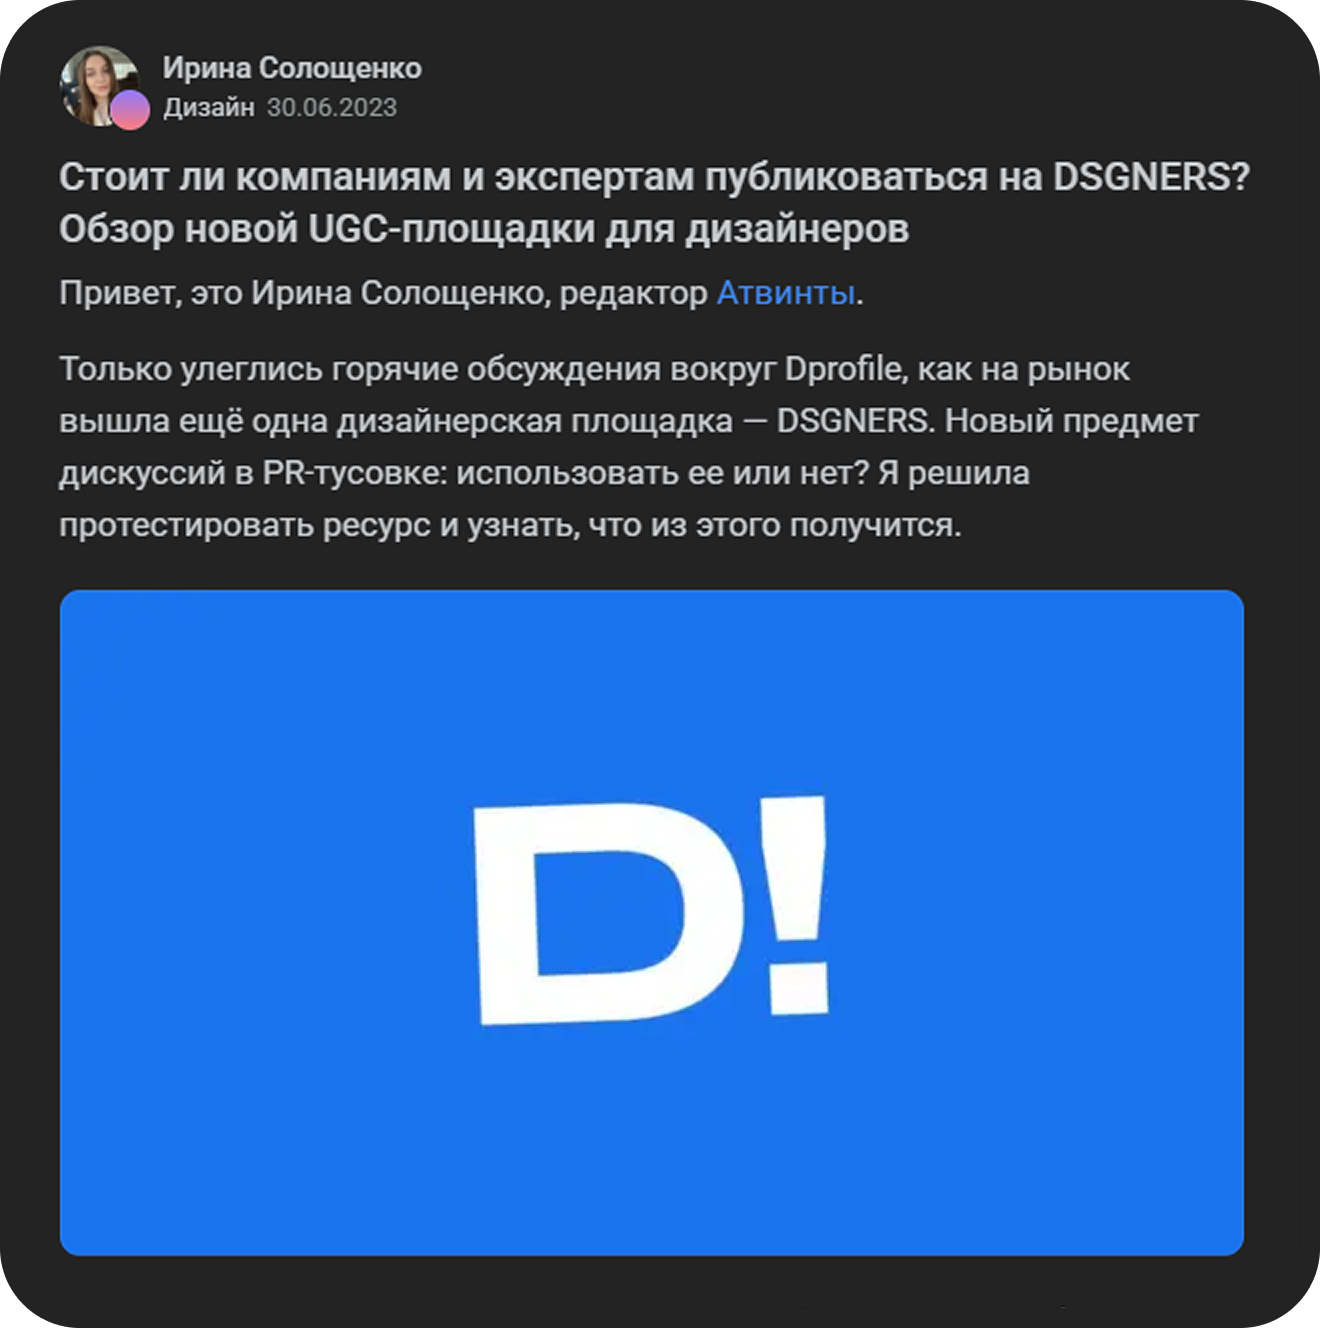 Ирина Солощенко
Дизайн 30.06.2023
Стоит ли компаниям и экспертам публиковаться на DSGNERS?
Обзор новой UGC-площадки для дизайнеров
Привет, это Ирина Солощенко, редактор Атвинты.
Только улеглись горячие обсуждения вокруг Dprofile, как на рынок
вышла ещё одна дизайнерская площадка — DSGNERS. Новый предмет
дискуссий в PR-тусовке: использовать ее или нет? Я решила
протестировать ресурс и узнать, что из этого получится.
D!